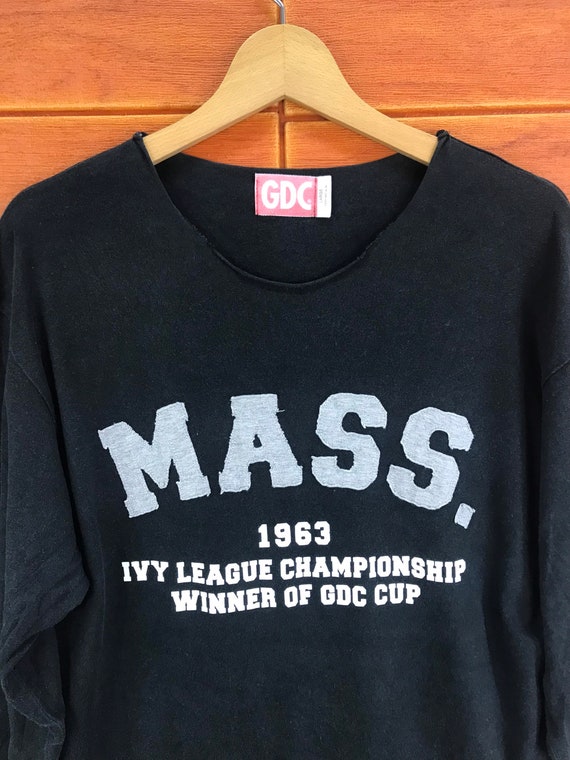 GDC
MASS.
1963
IVY LEAGUE CHAMPIONSHIP
WINNER OF GDC CUP